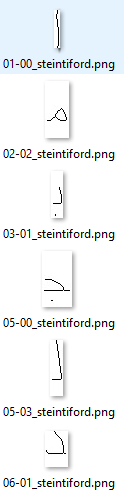 01-00_steintiford.png
02-02_steintiford.png
03-01_steintiford.png
05-00_steintiford.png
05-03_steintiford.png
06-01_steintiford.png